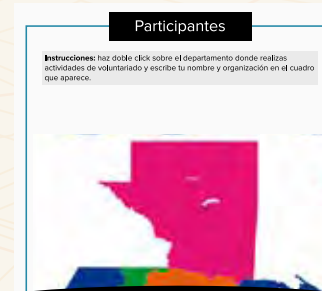 Participantes
Instrucciones: haz doble click sobre el departamento donde realizas
actividades de voluntariado y escribe tu nombre y organización en el cuadro
que aparece.